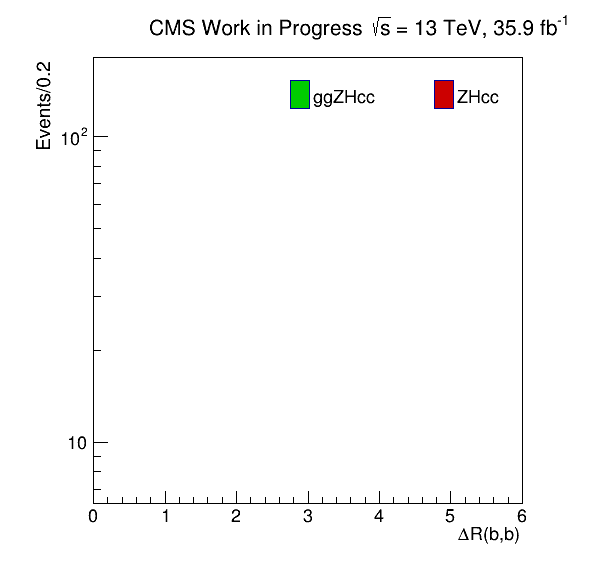 CMS Work in Progress √s = 13 TeV, 35.9 fb⁻¹
Events/0.2
ggZHcc ZHcc
10²
10
0 1 2 3 4 5 6
ΔR(b,b)